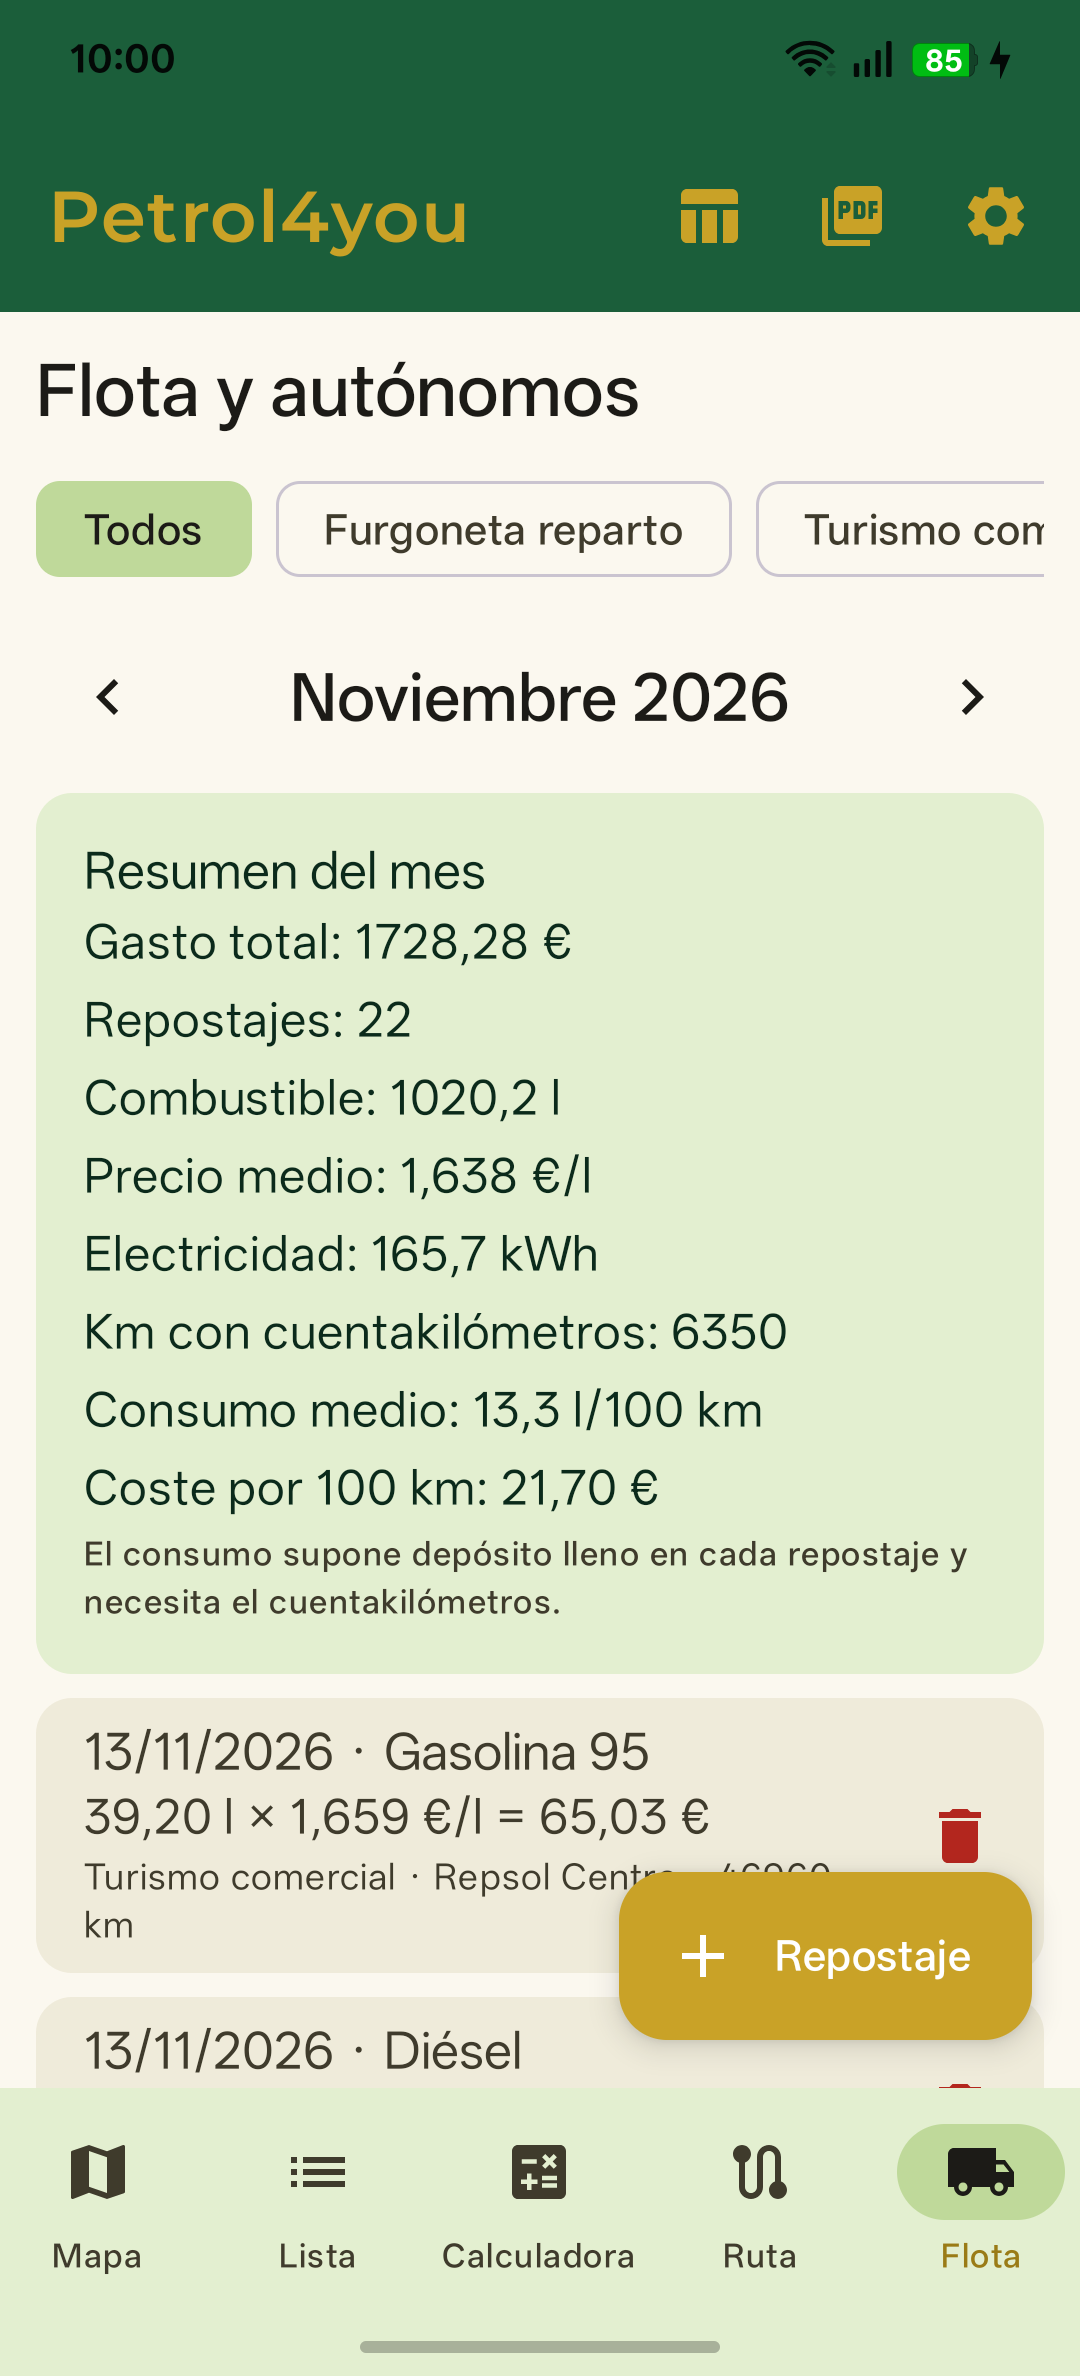 10:00
85
Petrol4you
PDF
Flota y autónomos
Todos
Furgoneta reparto
Turismo com
Noviembre 2026
Resumen del mes
Gasto total: 1728,28 €
Repostajes: 22
Combustible: 1020,2 l
Precio medio: 1,638 €/l
Electricidad: 165,7 kWh
Km con cuentakilómetros: 6350
Consumo medio: 13,3 l/100 km
Coste por 100 km: 21,70 €
El consumo supone depósito lleno en cada repostaje y
necesita el cuentakilómetros.
13/11/2026 · Gasolina 95
39,20 l × 1,659 €/l = 65,03 €
Turismo comercial · Repsol Centro
km
Repostaje
13/11/2026 · Diésel
Mapa
Lista
Calculadora
Ruta
Flota